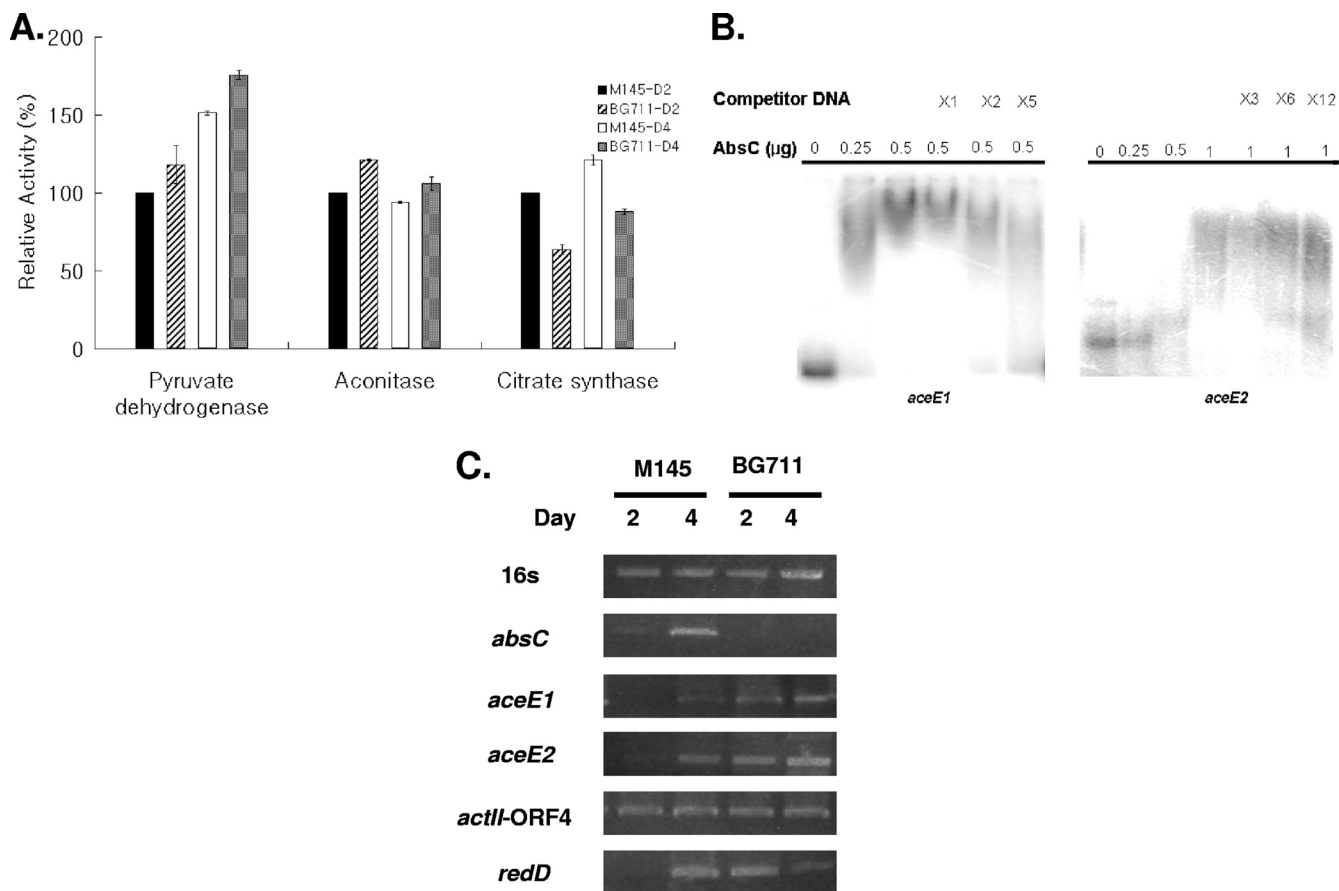 A.
200
150
100
50
0
Relative Activity (%)
M145-D2
BG711-D2
M145-D4
BG711-D4
Pyruvate
dehydrogenase
Aconitase
Citrate synthase
B.
Competitor DNA X1 X2 X5 X3 X6 X12
AbsC (µg) 0 0.25 0.5 0.5 0.5 0.5 0 0.25 0.5 1 1 1 1
aceE1 aceE2
C.
M145 BG711
Day 2 4 2 4
16s
absC
aceE1
aceE2
actII-ORF4
redD